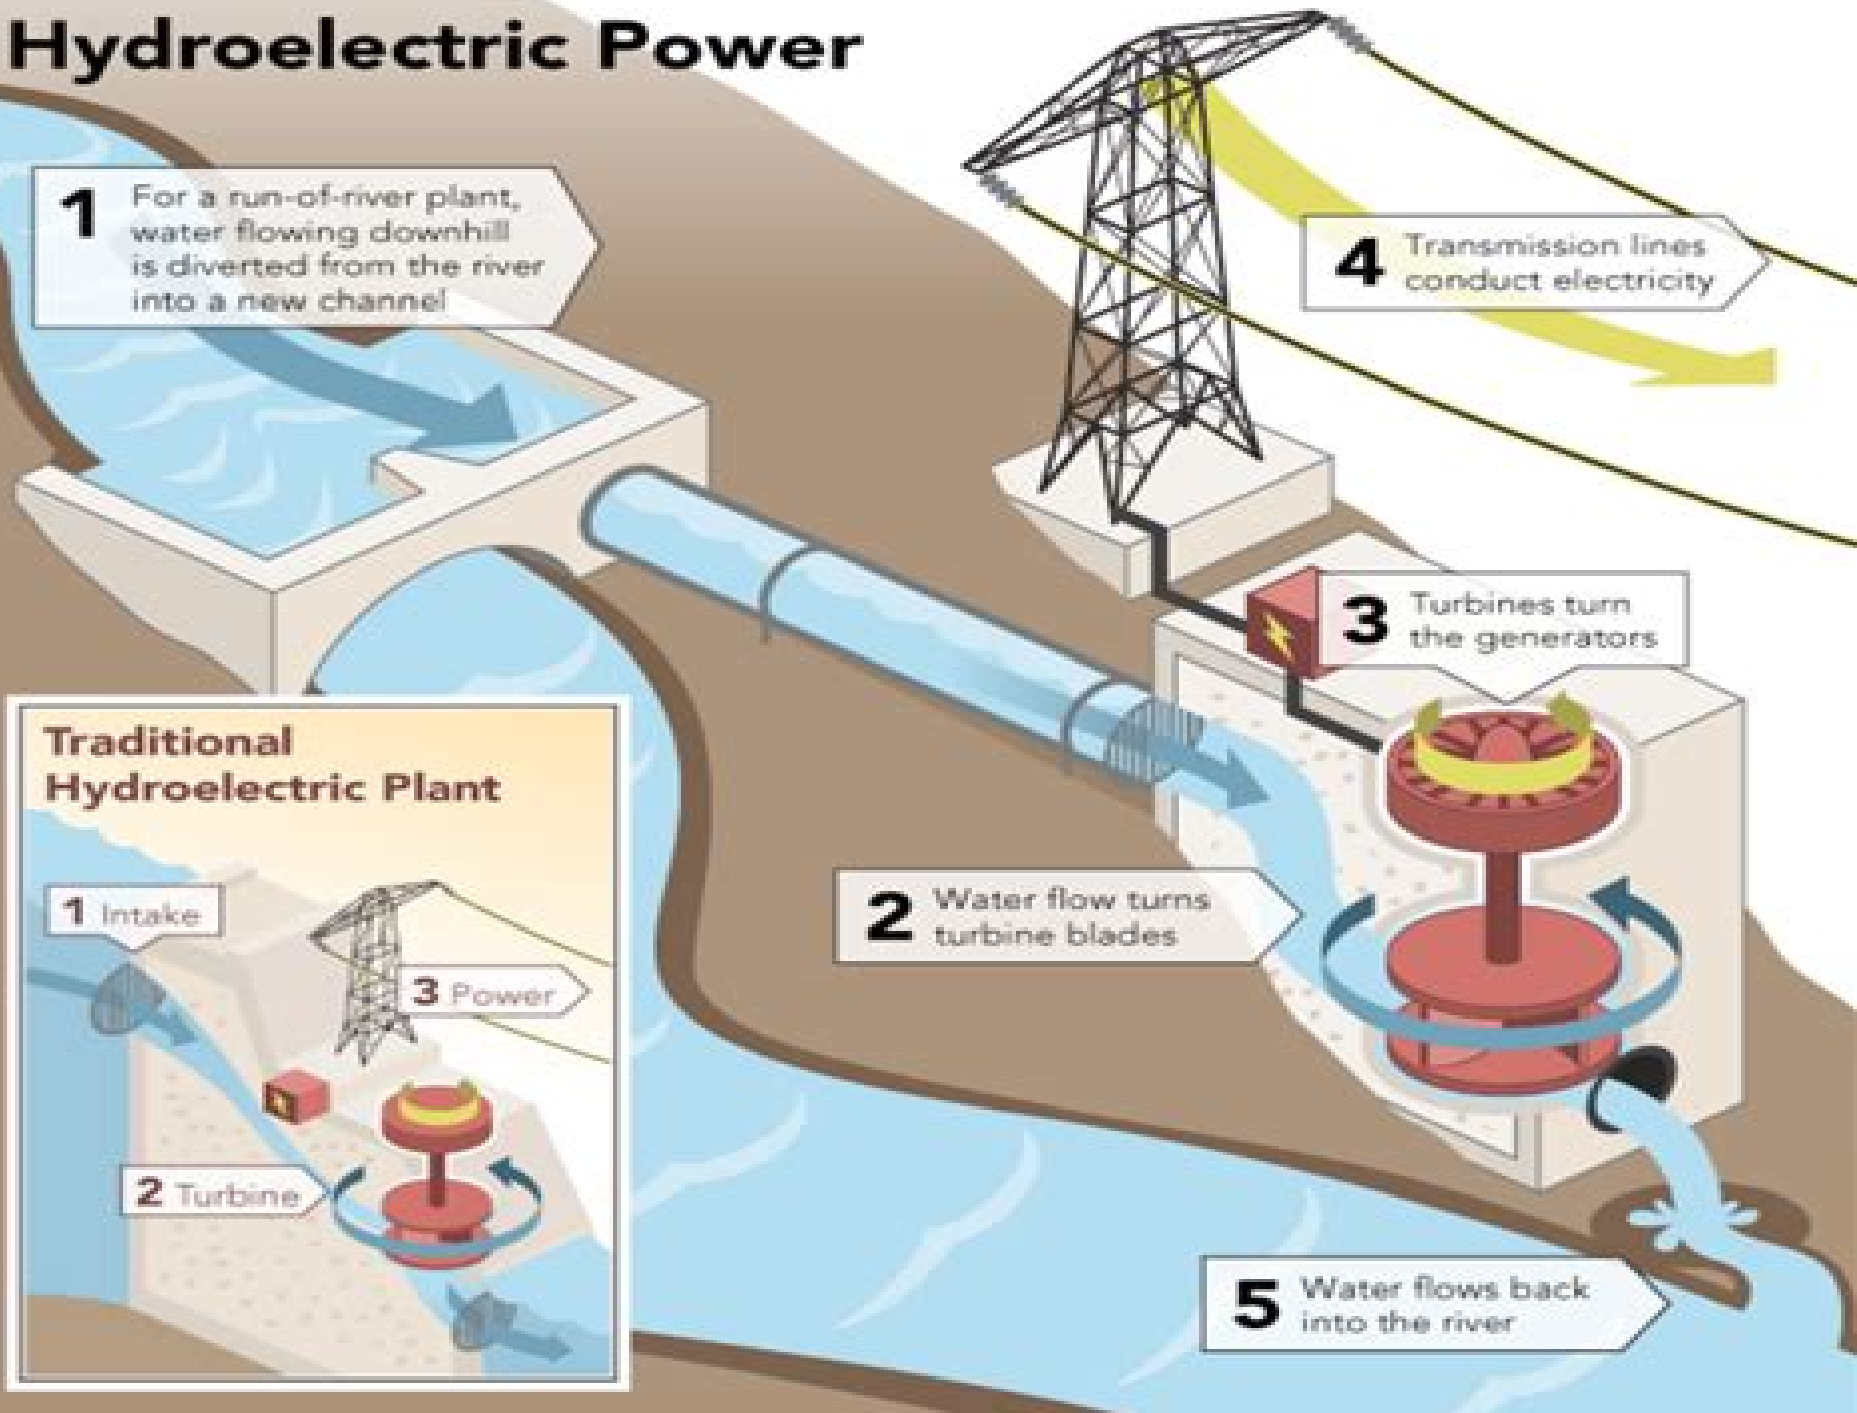 Hydroelectric Power
1
For a run-of-river plant,
water flowing downhill
is diverted from the river
into a new channel
4
Transmission lines
conduct electricity
3
Turbines turn
the generators
2
Water flow turns
turbine blades
5
Water flows back
into the river
Traditional
Hydroelectric Plant
1 Intake
3 Power
2 Turbine